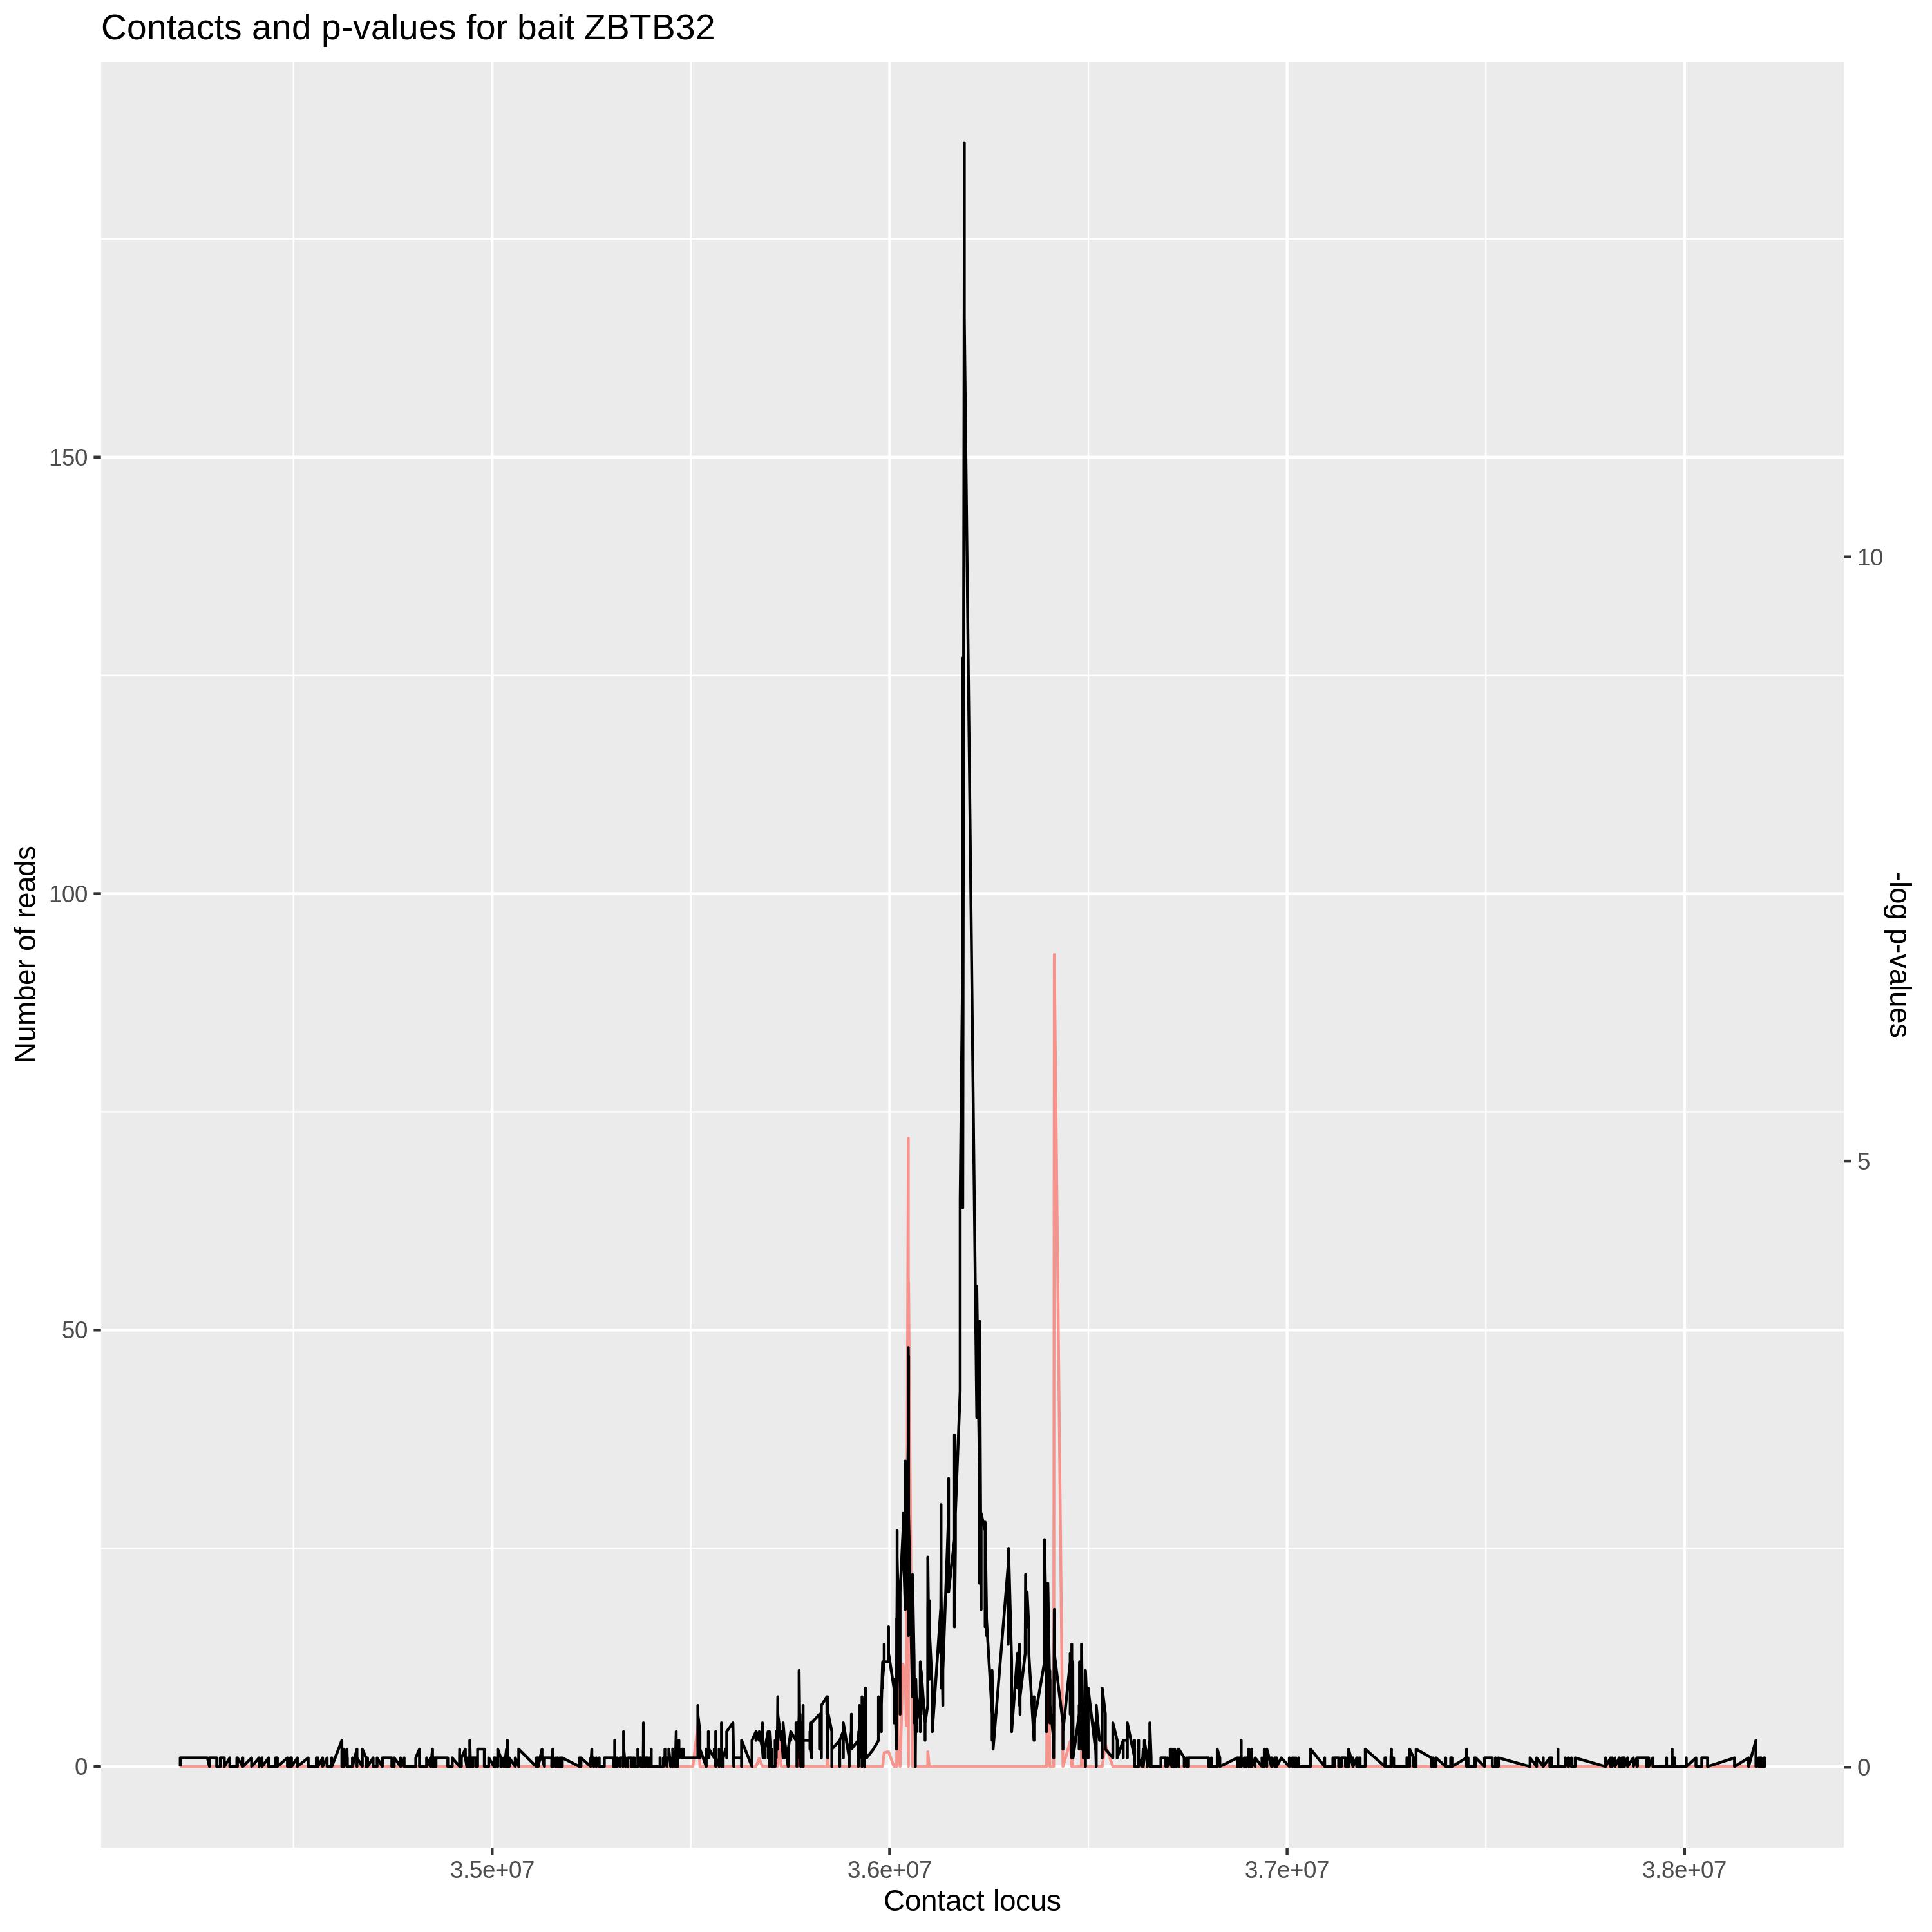 Contacts and p-values for bait ZBTB32
150
100
50
0
Number of reads
10
5
0
-log p-values
3.5e+07
3.6e+07
3.7e+07
3.8e+07
Contact locus